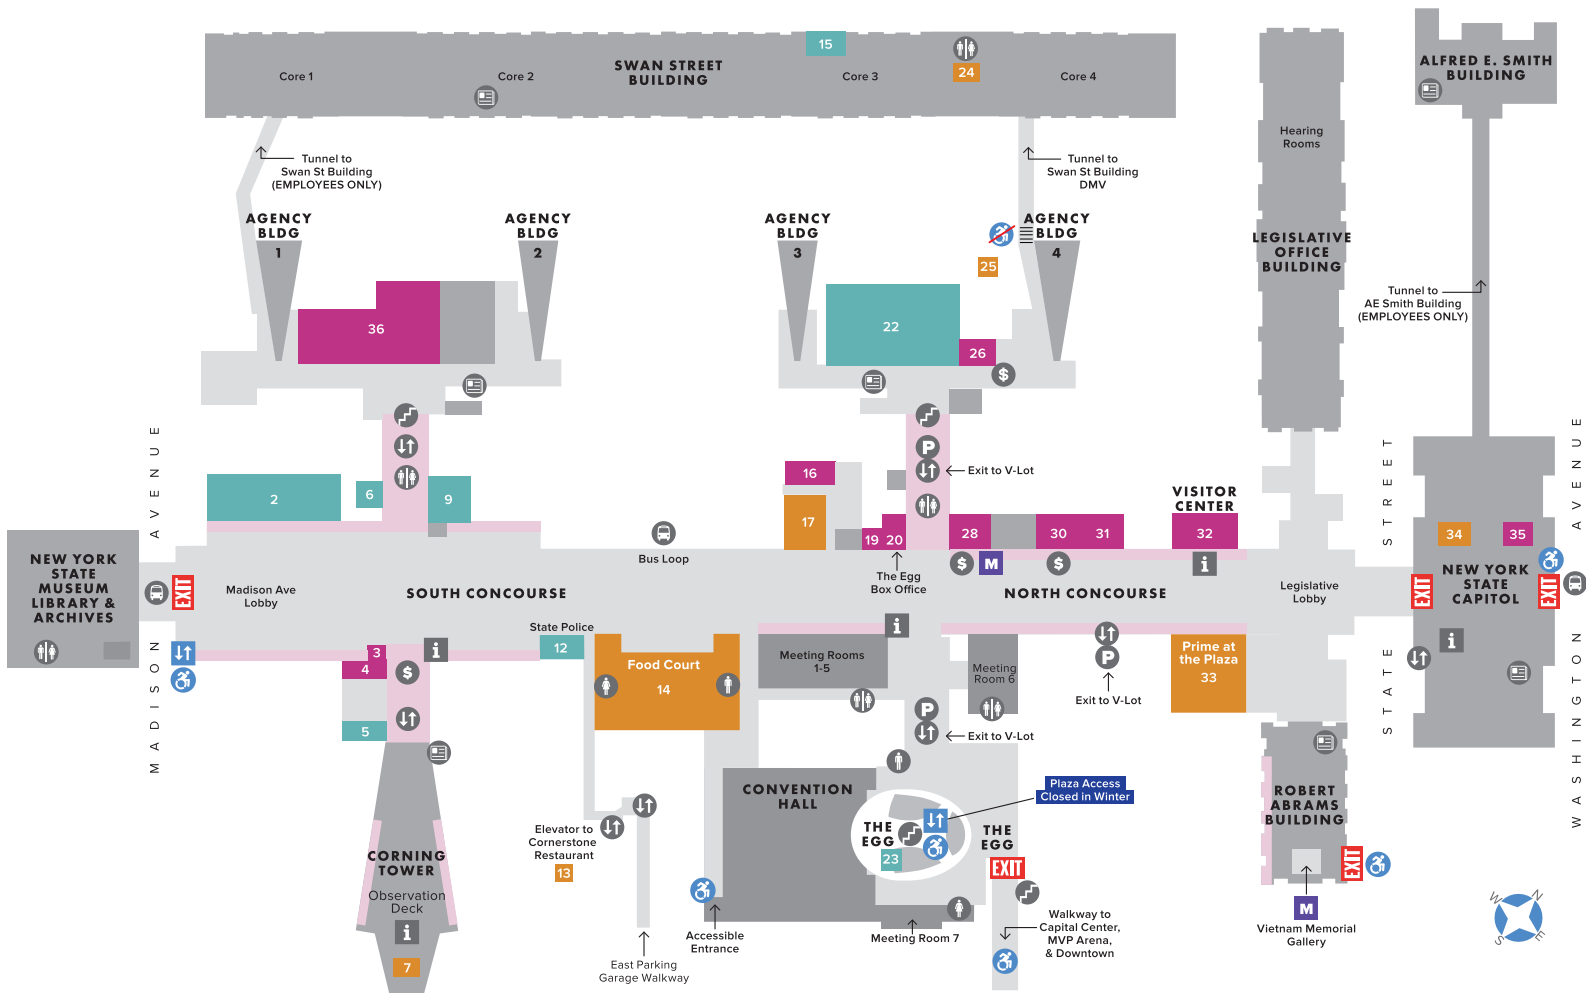 15
24
Core 1
Core 2
SWAN STREET
BUILDING
Core 3
Core 4
ALFRED E. SMITH
BUILDING
Hearing
Rooms
Tunnel to
Swan St Building
(EMPLOYEES ONLY)
Tunnel to
Swan St Building
DMV
AGENCY
BLDG
1
AGENCY
BLDG
2
AGENCY
BLDG
3
AGENCY
BLDG
4
25
LEGISLATIVE
OFFICE
BUILDING
Tunnel to
AE Smith Building
(EMPLOYEES ONLY)
36
22
26
$
P
Exit to V-Lot
2
6
9
16
17
19
20
28
30
31
VISITOR
CENTER
32
34
35
MADISON AVENUE
STATE STREET
WASHINGTON AVENUE
NEW YORK
STATE
MUSEUM
LIBRARY &
ARCHIVES
EXIT
Madison Ave
Lobby
SOUTH CONCOURSE
Bus Loop
The Egg
Box Office
$
M
$
i
NORTH CONCOURSE
Legislative
Lobby
EXIT
NEW YORK
STATE
CAPITOL
EXIT
i
3
4
$
i
5
State Police
12
Food Court
14
i
Meeting Rooms
1-5
Meeting
Room 6
P
Exit to V-Lot
Prime at
the Plaza
33
P
Exit to V-Lot
CONVENTION
HALL
THE
EGG
23
THE
EGG
EXIT
Plaza Access
Closed in Winter
Elevator to
Cornerstone
Restaurant
13
CORNING
TOWER
Observation
Deck
i
7
Accessible
Entrance
East Parking
Garage Walkway
Meeting Room 7
Walkway to
Capital Center,
MVP Arena,
& Downtown
ROBERT
ABRAMS
BUILDING
EXIT
M
Vietnam Memorial
Gallery
N
W
E
S